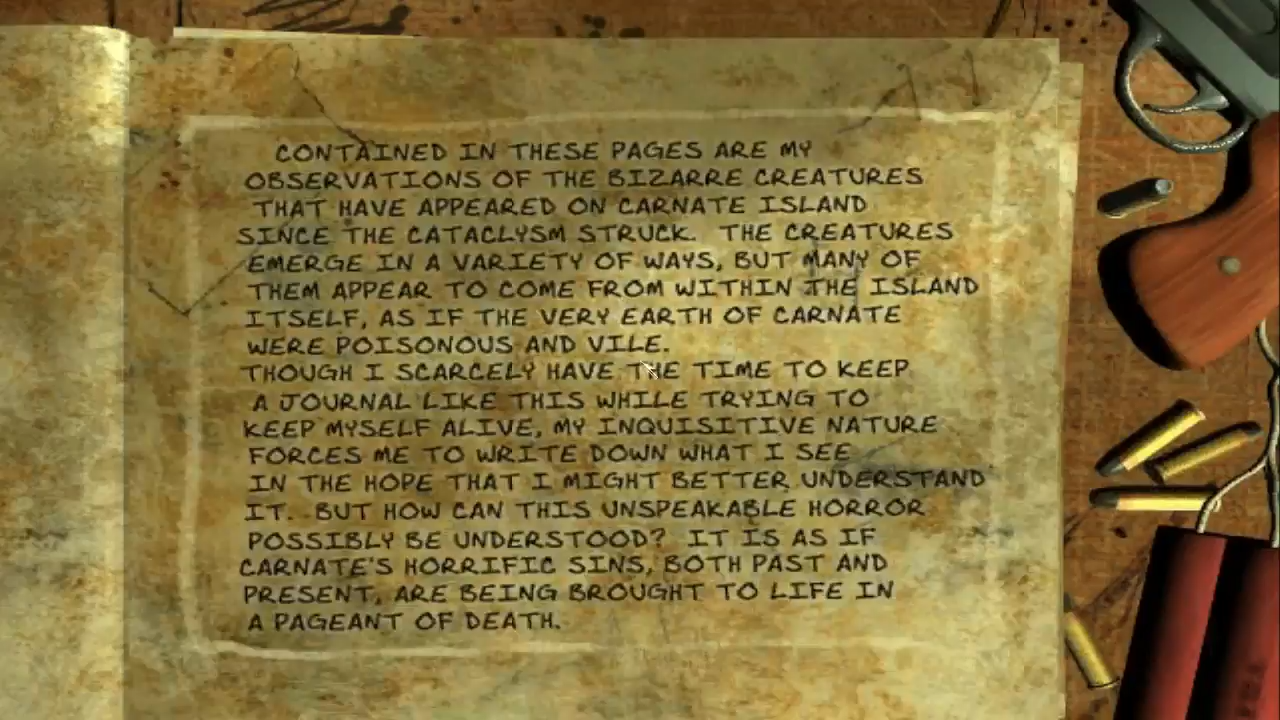 CONTAINED IN THESE PAGES ARE MY
OBSERVATIONS OF THE BIZARRE CREATURES
THAT HAVE APPEARED ON CARNATE ISLAND
SINCE THE CATACLYSM STRUCK. THE CREATURES
EMERGE IN A VARIETY OF WAYS, BUT MANY OF
THEM APPEAR TO COME FROM WITHIN THE ISLAND
ITSELF, AS IF THE VERY EARTH OF CARNATE
WERE POISONOUS AND VILE.
THOUGH I SCARCELY HAVE THE TIME TO KEEP
A JOURNAL LIKE THIS WHILE TRYING TO
KEEP MYSELF ALIVE, MY INQUISITIVE NATURE
FORCES ME TO WRITE DOWN WHAT I SEE
IN THE HOPE THAT I MIGHT BETTER UNDERSTAND
IT. BUT HOW CAN THIS UNSPEAKABLE HORROR
POSSIBLY BE UNDERSTOOD? IT IS AS IF
CARNATE'S HORRIFIC SINS, BOTH PAST AND
PRESENT, ARE BEING BROUGHT TO LIFE IN
A PAGEANT OF DEATH.